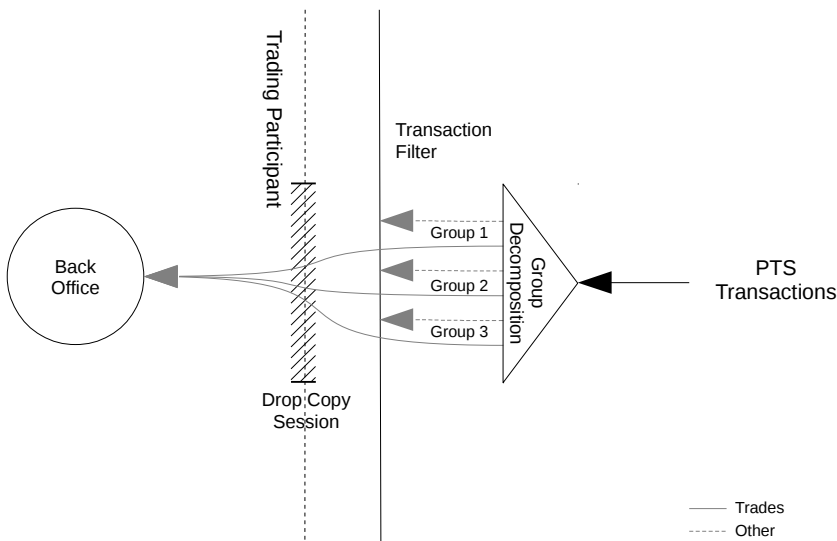 Trading Participant
Transaction
Filter
Group 1
Group 2
Group 3
Group
Decomposition
Back
Office
PTS
Transactions
Drop Copy
Session
Trades
Other